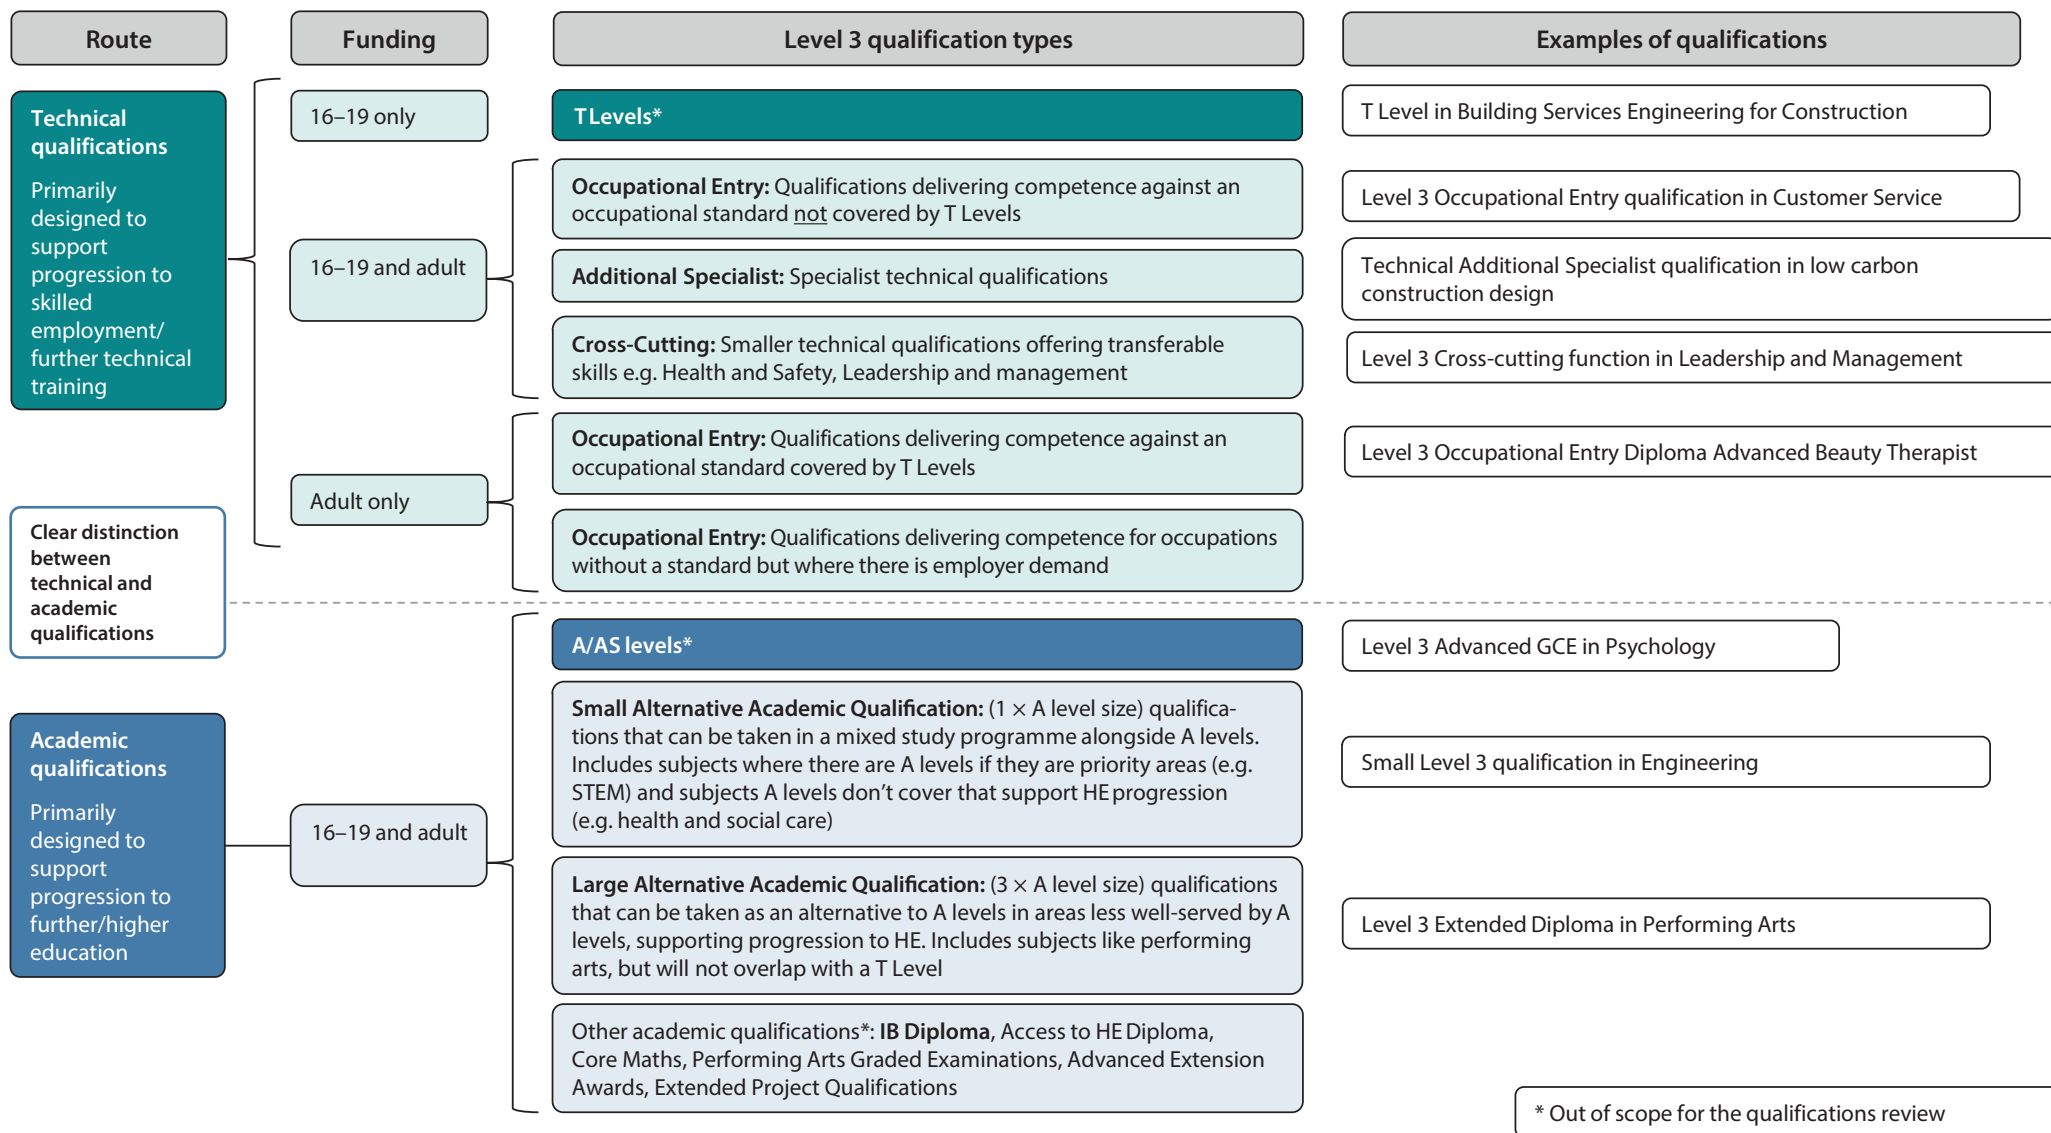 Route
Funding
Level 3 qualification types
Examples of qualifications
Technical
qualifications
Primarily
designed to
support
progression to
skilled
employment/
further technical
training
16–19 only
T Levels*
T Level in Building Services Engineering for Construction
16–19 and adult
Occupational Entry: Qualifications delivering competence against an
occupational standard not covered by T Levels
Level 3 Occupational Entry qualification in Customer Service
Additional Specialist: Specialist technical qualifications
Technical Additional Specialist qualification in low carbon
construction design
Cross-Cutting: Smaller technical qualifications offering transferable
skills e.g. Health and Safety, Leadership and management
Level 3 Cross-cutting function in Leadership and Management
Adult only
Occupational Entry: Qualifications delivering competence against an
occupational standard covered by T Levels
Level 3 Occupational Entry Diploma Advanced Beauty Therapist
Occupational Entry: Qualifications delivering competence for occupations
without a standard but where there is employer demand
Clear distinction
between
technical and
academic
qualifications
Academic
qualifications
Primarily
designed to
support
progression to
further/higher
education
16–19 and adult
A/AS levels*
Level 3 Advanced GCE in Psychology
Small Alternative Academic Qualification: (1 × A level size) qualifica-
tions that can be taken in a mixed study programme alongside A levels.
Includes subjects where there are A levels if they are priority areas (e.g.
STEM) and subjects A levels don’t cover that support HE progression
(e.g. health and social care)
Small Level 3 qualification in Engineering
Large Alternative Academic Qualification: (3 × A level size) qualifications
that can be taken as an alternative to A levels in areas less well-served by A
levels, supporting progression to HE. Includes subjects like performing
arts, but will not overlap with a T Level
Level 3 Extended Diploma in Performing Arts
Other academic qualifications*: IB Diploma, Access to HE Diploma,
Core Maths, Performing Arts Graded Examinations, Advanced Extension
Awards, Extended Project Qualifications
* Out of scope for the qualifications review